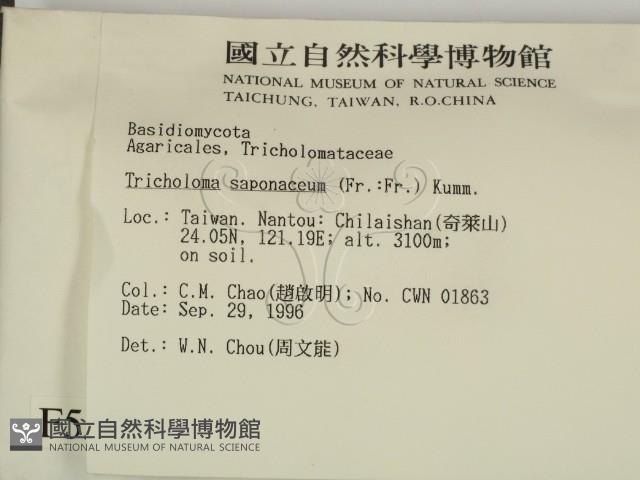 國立自然科學博物館
NATIONAL MUSEUM OF NATURAL SCIENCE
TAICHUNG, TAIWAN, R.O.CHINA
Basidiomycota
Agaricales, Tricholomataceae
Tricholoma saponaceum (Fr.:Fr.) Kumm.
Loc.: Taiwan. Nantou: Chilaishan(奇萊山)
24.05N, 121.19E; alt. 3100m;
on soil.
Col.: C.M. Chao(趙啟明); No. CWN 01863
Date: Sep. 29, 1996
Det.: W.N. Chou(周文能)
F5
國立自然科學博物館
NATIONAL MUSEUM OF NATURAL SCIENCE